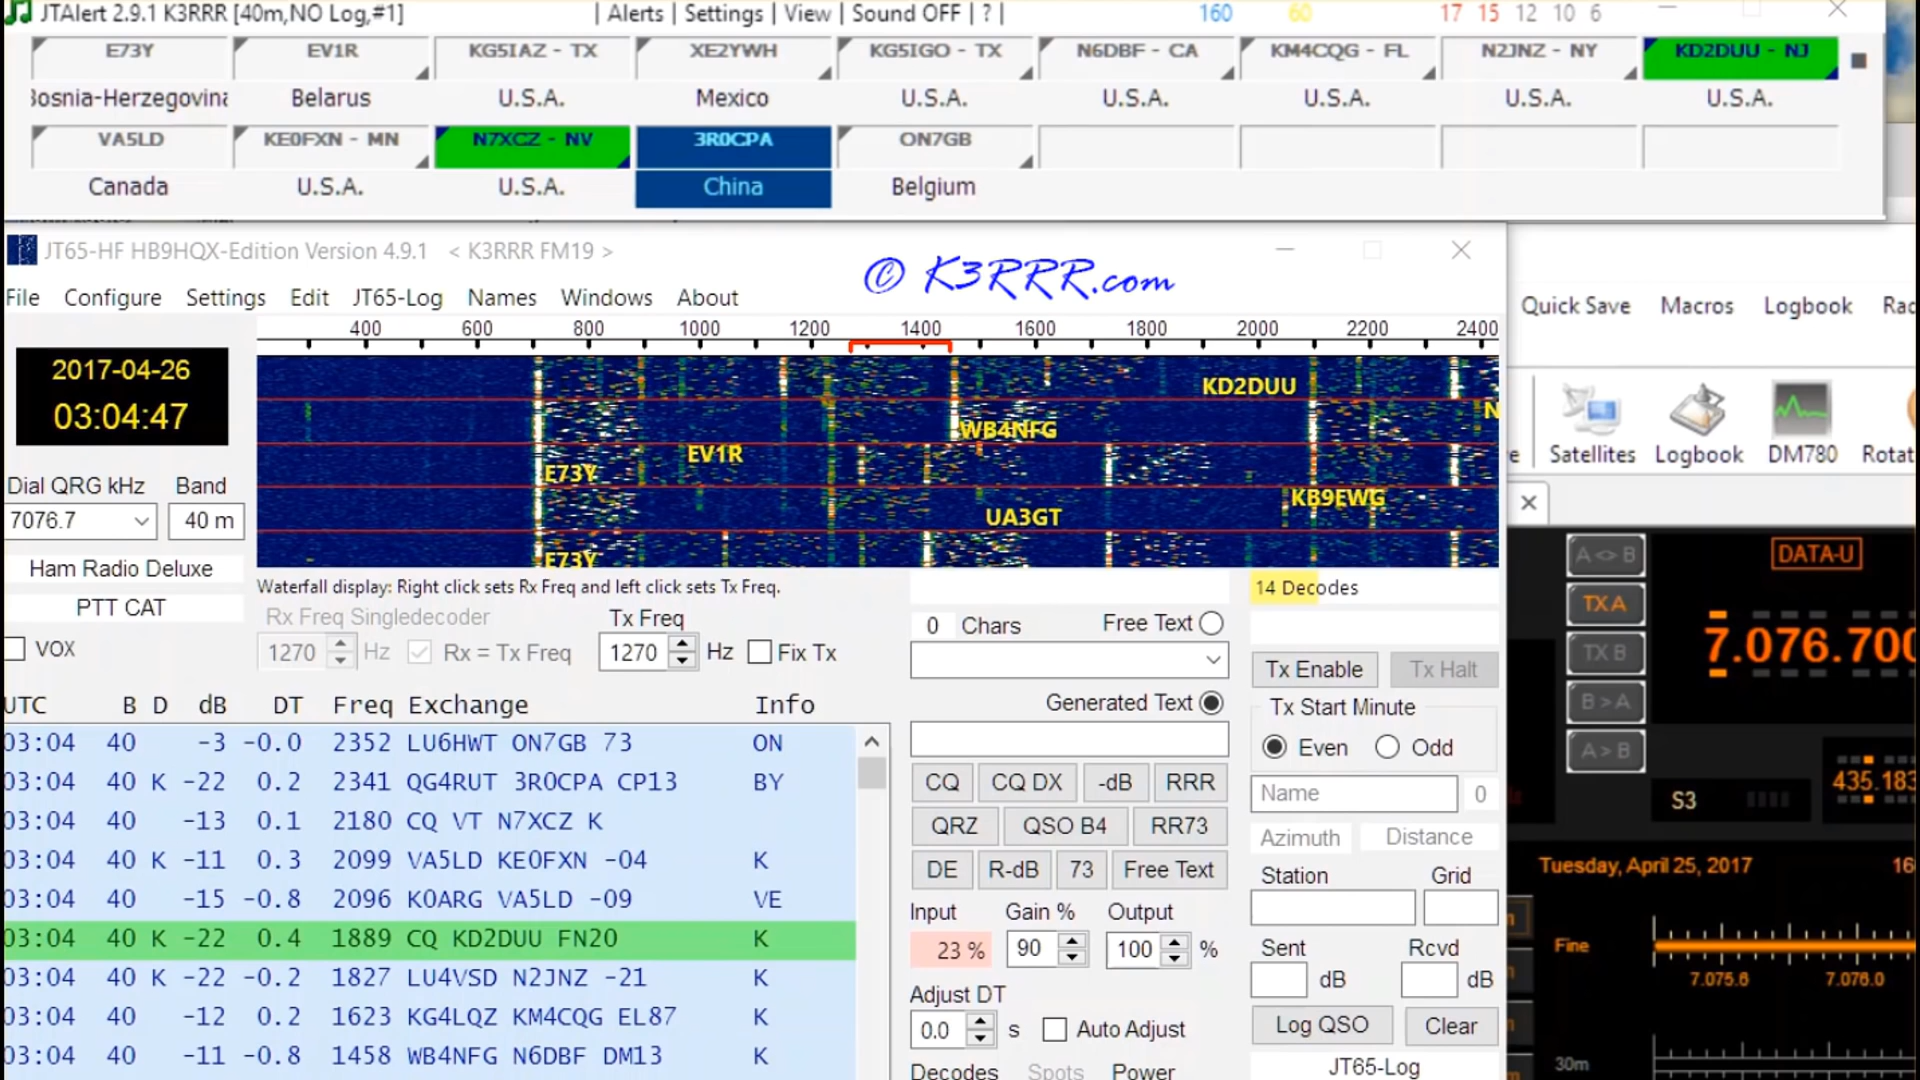 JTAlert 2.9.1 K3RRR [40m,NO Log,#1] | Alerts | Settings | View | Sound OFF | ? | 160 60 17 15 12 10 6
E73Y EV1R KG5IAZ - TX XE2YWH KG5IGO - TX N6DBF - CA KM4CQG - FL N2JNZ - NY KD2DUU - NJ
Bosnia-Herzegovina Belarus U.S.A. Mexico U.S.A. U.S.A. U.S.A. U.S.A. U.S.A.
VA5LD KE0FXN - MN N7XCZ - NV 3R0CPA ON7GB
Canada U.S.A. U.S.A. China Belgium
JT65-HF HB9HQX-Edition Version 4.9.1 < K3RRR FM19 >
© K3RRR.com
File Configure Settings Edit JT65-Log Names Windows About
Quick Save Macros Logbook
400 600 800 1000 1200 1400 1600 1800 2000 2200 2400
2017-04-26
03:04:47
KD2DUU
N
WB4NFG
EV1R
E73Y
KB9EWG
UA3GT
E73Y
Satellites Logbook DM780
Dial QRG kHz Band
7076.7 40 m
Ham Radio Deluxe
PTT CAT
VOX
Waterfall display: Right click sets Rx Freq and left click sets Tx Freq.
Rx Freq Singledecoder Tx Freq
1270 Hz Rx = Tx Freq 1270 Hz Fix Tx
14 Decodes
0 Chars Free Text
Tx Enable Tx Halt
Generated Text
Tx Start Minute
Even Odd
UTC B D dB DT Freq Exchange Info
03:04 40 -3 -0.0 2352 LU6HWT ON7GB 73 ON
03:04 40 K -22 0.2 2341 QG4RUT 3R0CPA CP13 BY
03:04 40 -13 0.1 2180 CQ VT N7XCZ K
03:04 40 K -11 0.3 2099 VA5LD KE0FXN -04 K
03:04 40 -15 -0.8 2096 K0ARG VA5LD -09 VE
03:04 40 K -22 0.4 1889 CQ KD2DUU FN20 K
03:04 40 K -22 -0.2 1827 LU4VSD N2JNZ -21 K
03:04 40 -12 0.2 1623 KG4LQZ KM4CQG EL87 K
03:04 40 -11 -0.8 1458 WB4NFG N6DBF DM13 K
CQ CQ DX -dB RRR
QRZ QSO B4 RR73
DE R-dB 73 Free Text
Input Gain % Output
23 % 90 100 %
Adjust DT
0.0 s Auto Adjust
Decodes Spots Power
Name 0
Azimuth Distance
Station Grid
Sent Rcvd
dB dB
Log QSO Clear
JT65-Log
A <> B
TX A
TX B
B > A
A > B
DATA-U
7.076.700
S3
435.183
Tuesday, April 25, 2017 16
Fine
7.075.6 7.076.0
30m